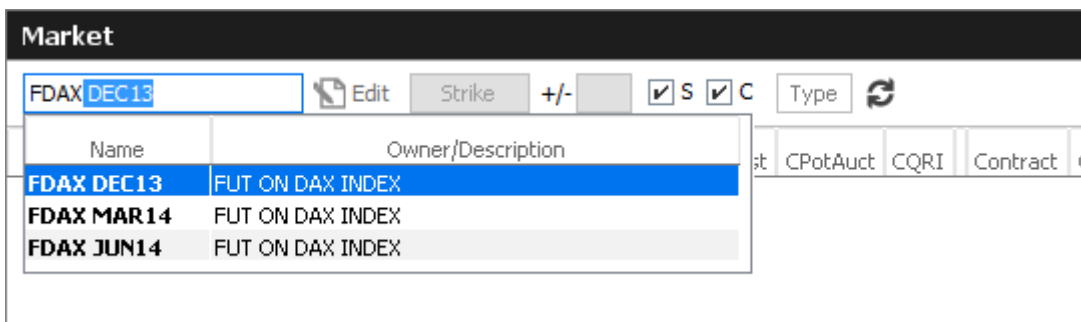 Market
FDAX DEC13 Edit Strike +/- S C Type
Name Owner/Description
CPotAuct CQRI Contract
FDAX DEC13 FUT ON DAX INDEX
FDAX MAR14 FUT ON DAX INDEX
FDAX JUN14 FUT ON DAX INDEX